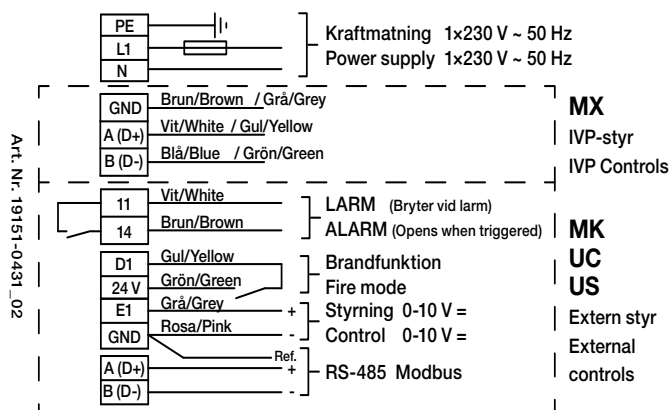 PE
L1
N
Kraftmatning 1×230 V ~ 50 Hz
Power supply 1×230 V ~ 50 Hz
GND Brun/Brown / Grå/Grey
A (D+) Vit/White / Gul/Yellow
B (D-) Blå/Blue / Grön/Green
MX
IVP-styr
IVP Controls
Art. Nr. 19151-0431_02
11 Vit/White
14 Brun/Brown
LARM (Bryter vid larm)
ALARM (Opens when triggered)
D1 Gul/Yellow
24 V Grön/Green
Brandfunktion
Fire mode
E1 Grå/Grey +
GND Rosa/Pink -
Styrning 0-10 V =
Control 0-10 V =
Ref.
A (D+) +
B (D-) -
RS-485 Modbus
MK
UC
US
Extern styr
External
controls